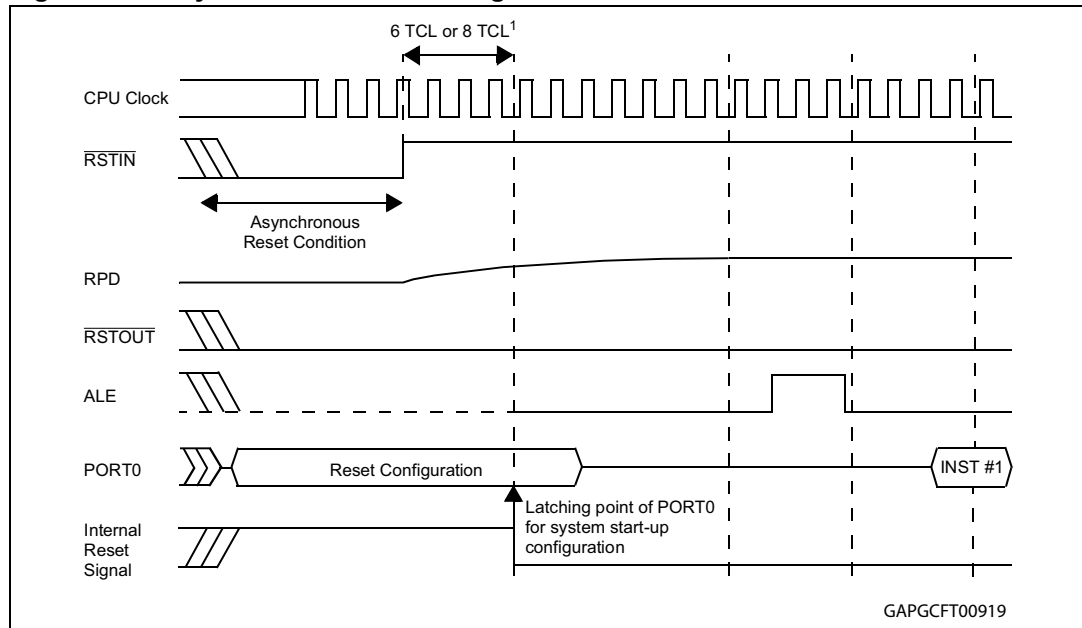 6 TCL or 8 TCL1
CPU Clock
RSTIN
Asynchronous
Reset Condition
RPD
RSTOUT
ALE
PORT0
Reset Configuration
INST #1
Latching point of PORT0
for system start-up
configuration
Internal
Reset
Signal
GAPGCFT00919